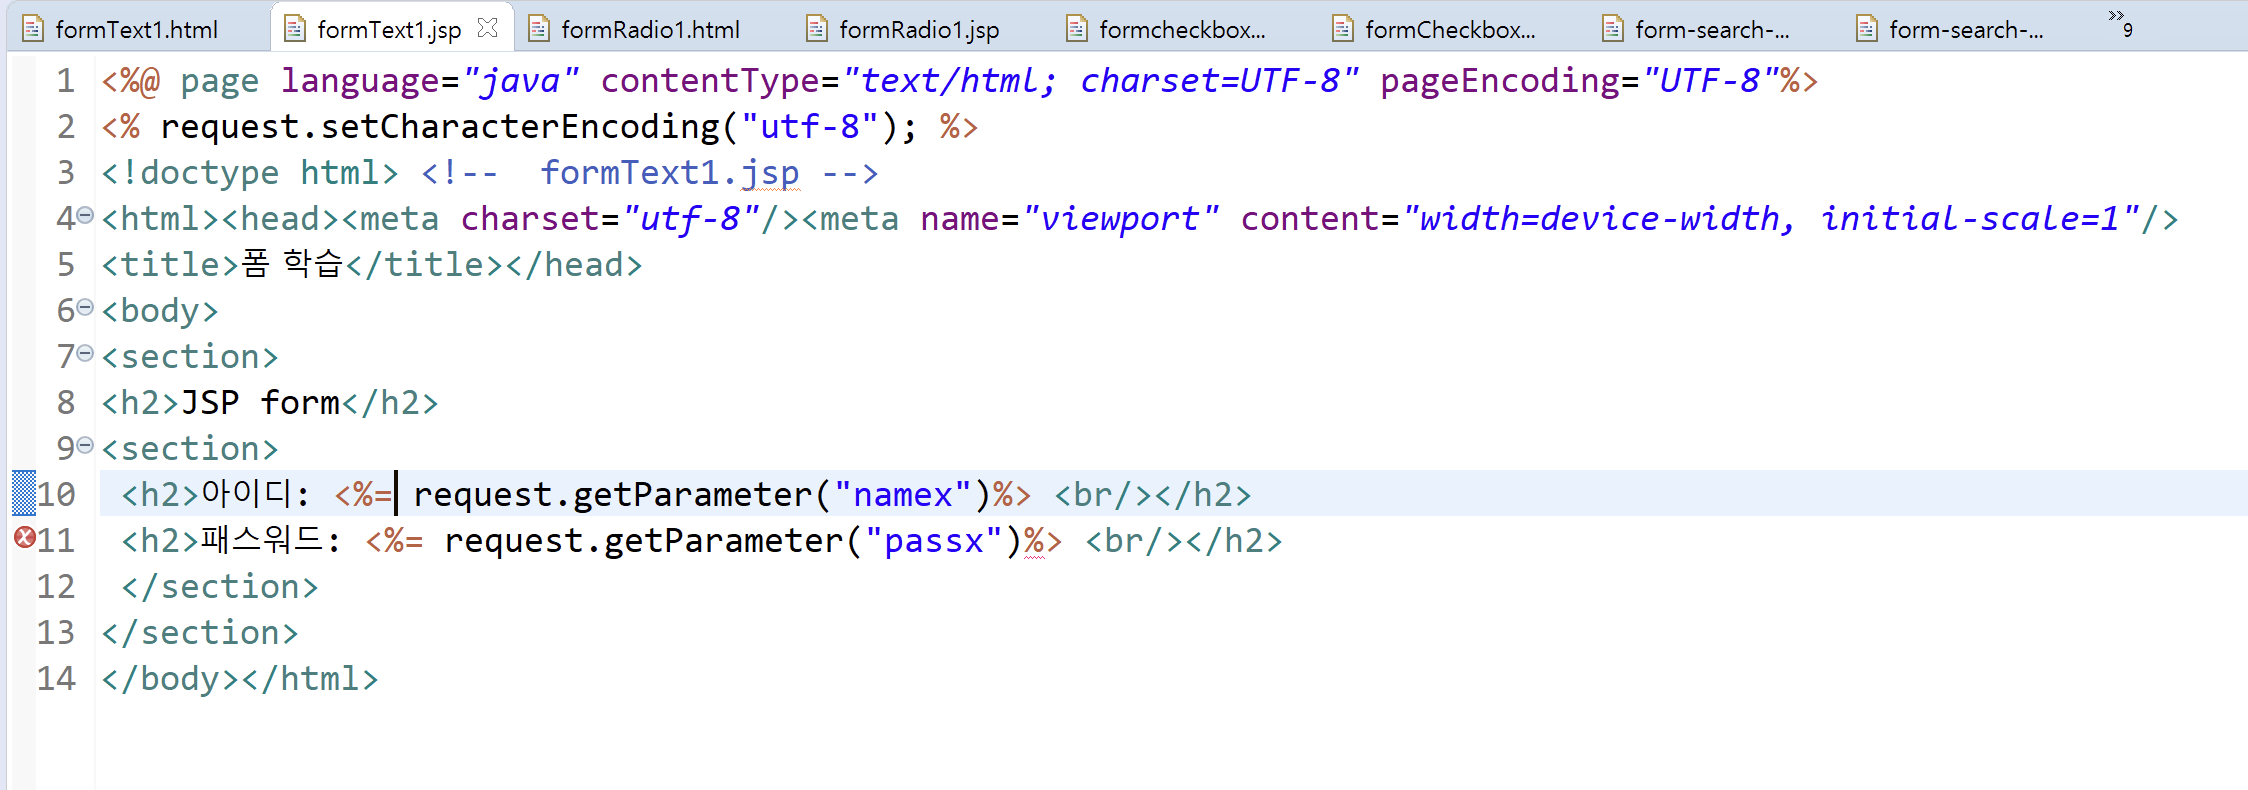 formText1.html formText1.jsp formRadio1.html formRadio1.jsp formcheckbox... formCheckbox... form-search-... form-search-... »9
1 <%@ page language="java" contentType="text/html; charset=UTF-8" pageEncoding="UTF-8"%>
2 <% request.setCharacterEncoding("utf-8"); %>
3 <!doctype html> <!--  formText1.jsp -->
4 <html><head><meta charset="utf-8"/><meta name="viewport" content="width=device-width, initial-scale=1"/>
5 <title>폼 학습</title></head>
6 <body>
7 <section>
8 <h2>JSP form</h2>
9 <section>
10  <h2>아이디: <%= request.getParameter("namex")%> <br/></h2>
11  <h2>패스워드: <%= request.getParameter("passx")%> <br/></h2>
12  </section>
13 </section>
14 </body></html>